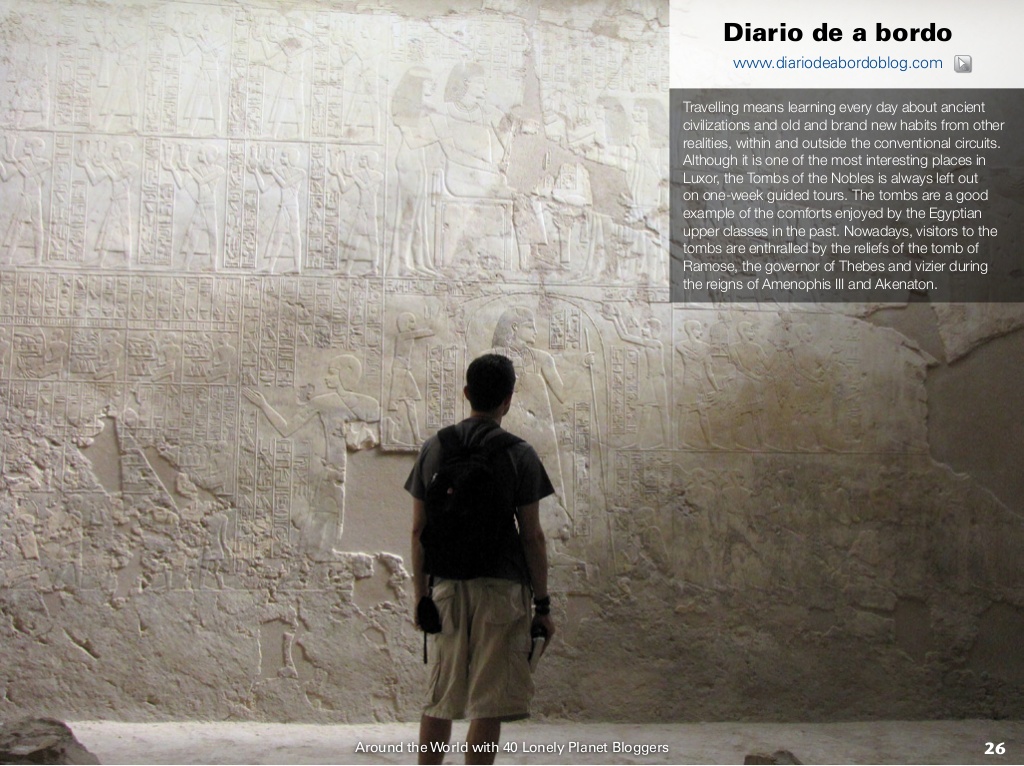 Diario de a bordo
www.diariodeabordoblog.com
Travelling means learning every day about ancient
civilizations and old and brand new habits from other
realities, within and outside the conventional circuits.
Although it is one of the most interesting places in
Luxor, the Tombs of the Nobles is always left out
on one-week guided tours. The tombs are a good
example of the comforts enjoyed by the Egyptian
upper classes in the past. Nowadays, visitors to the
tombs are enthralled by the reliefs of the tomb of
Ramose, the governor of Thebes and vizier during
the reigns of Amenophis III and Akenaton.
Around the World with 40 Lonely Planet Bloggers
26